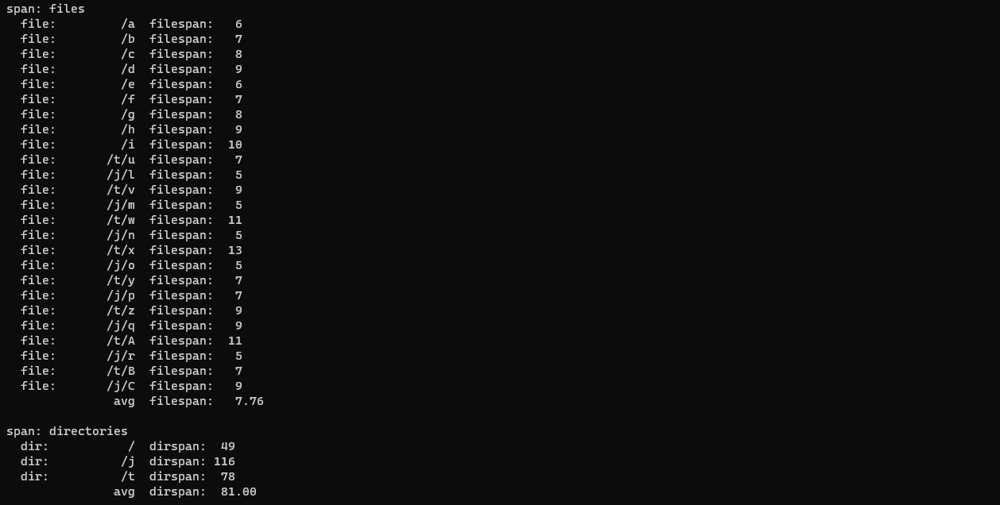 span: files
  file:         /a  filespan:   6
  file:         /b  filespan:   7
  file:         /c  filespan:   8
  file:         /d  filespan:   9
  file:         /e  filespan:   6
  file:         /f  filespan:   7
  file:         /g  filespan:   8
  file:         /h  filespan:   9
  file:         /i  filespan:  10
  file:       /t/u  filespan:   7
  file:       /j/l  filespan:   5
  file:       /t/v  filespan:   9
  file:       /j/m  filespan:   5
  file:       /t/w  filespan:  11
  file:       /j/n  filespan:   5
  file:       /t/x  filespan:  13
  file:       /j/o  filespan:   5
  file:       /t/y  filespan:   7
  file:       /j/p  filespan:   7
  file:       /t/z  filespan:   9
  file:       /j/q  filespan:   9
  file:       /t/A  filespan:  11
  file:       /j/r  filespan:   5
  file:       /t/B  filespan:   7
  file:       /j/C  filespan:   9
               avg  filespan:   7.76

span: directories
  dir:           /  dirspan:  49
  dir:          /j  dirspan: 116
  dir:          /t  dirspan:  78
               avg  dirspan:  81.00